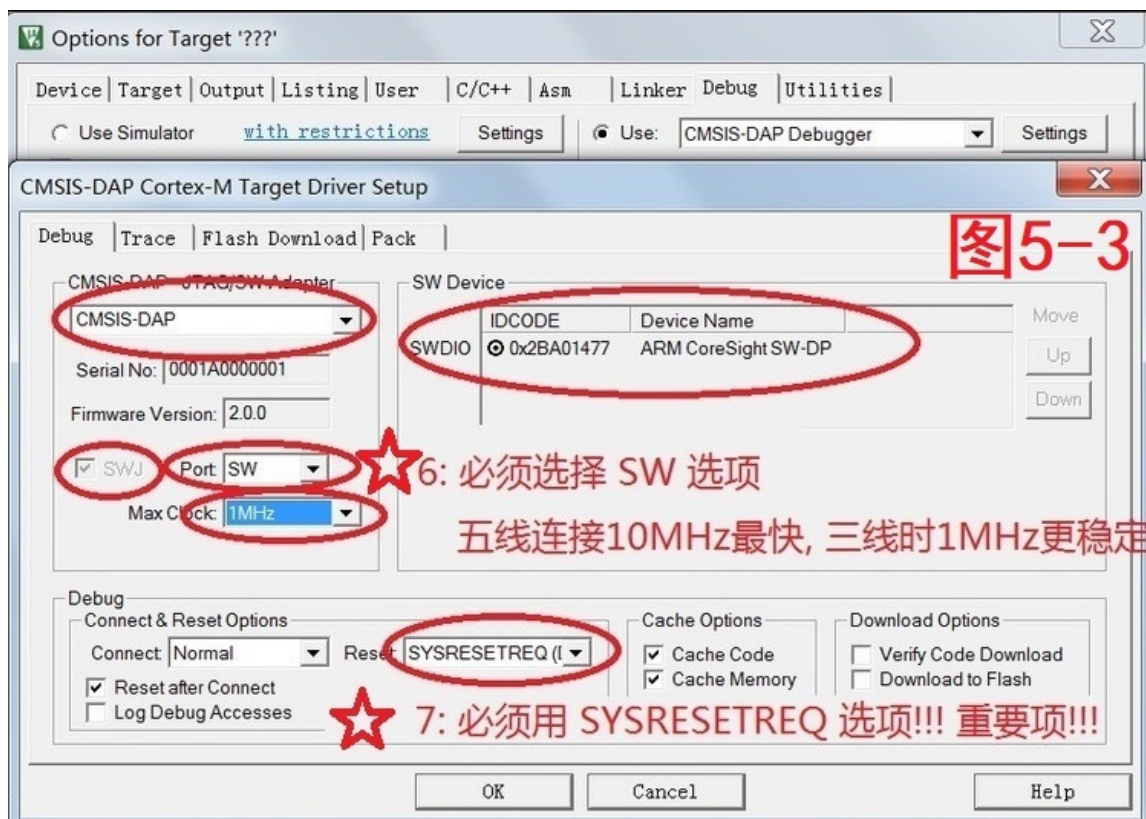 Options for Target '???'
Device Target Output Listing User C/C++ Asm Linker Debug Utilities
Use Simulator with restrictions Settings Use: CMSIS-DAP Debugger Settings
CMSIS-DAP Cortex-M Target Driver Setup
Debug Trace Flash Download Pack
图5-3
CMSIS-DAP - JTAG/SW Adapter
CMSIS-DAP
Serial No: 0001A0000001
Firmware Version: 2.0.0
SWJ Port: SW
Max Clock: 1MHz
SW Device
IDCODE Device Name
SWDIO 0x2BA01477 ARM CoreSight SW-DP
Move
Up
Down
6: 必须选择 SW 选项
五线连接10MHz最快, 三线时1MHz更稳定
Debug
Connect & Reset Options
Connect: Normal Reset: SYSRESETREQ (
Reset after Connect
Log Debug Accesses
Cache Options
Cache Code
Cache Memory
Download Options
Verify Code Download
Download to Flash
7: 必须用 SYSRESETREQ 选项!!! 重要项!!!
OK Cancel Help